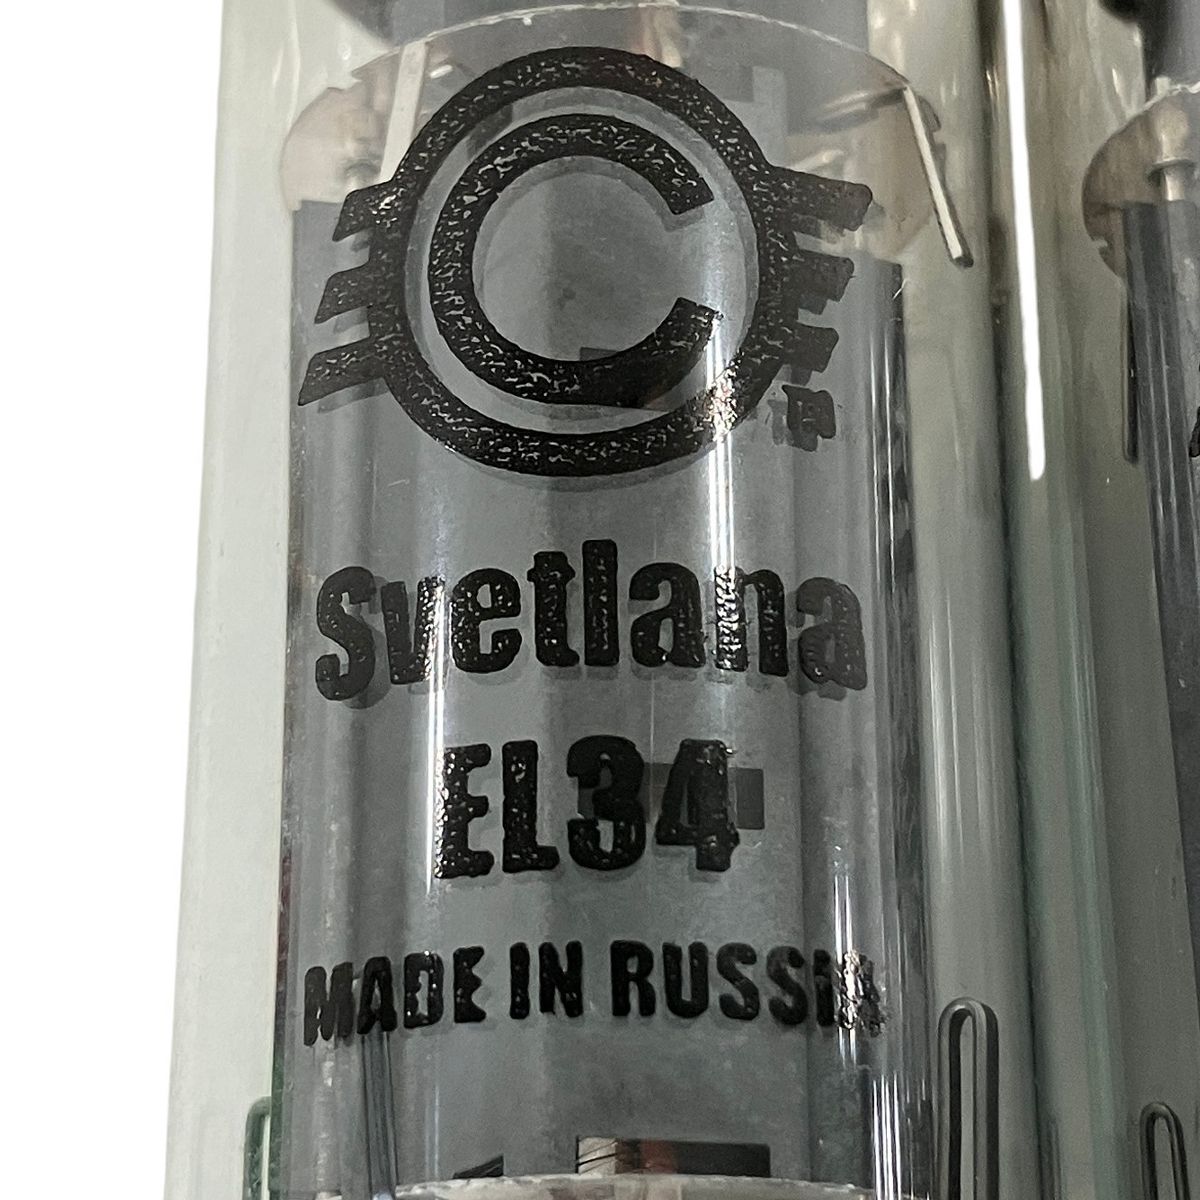 C
Svetlana
EL34
MADE IN RUSSIA